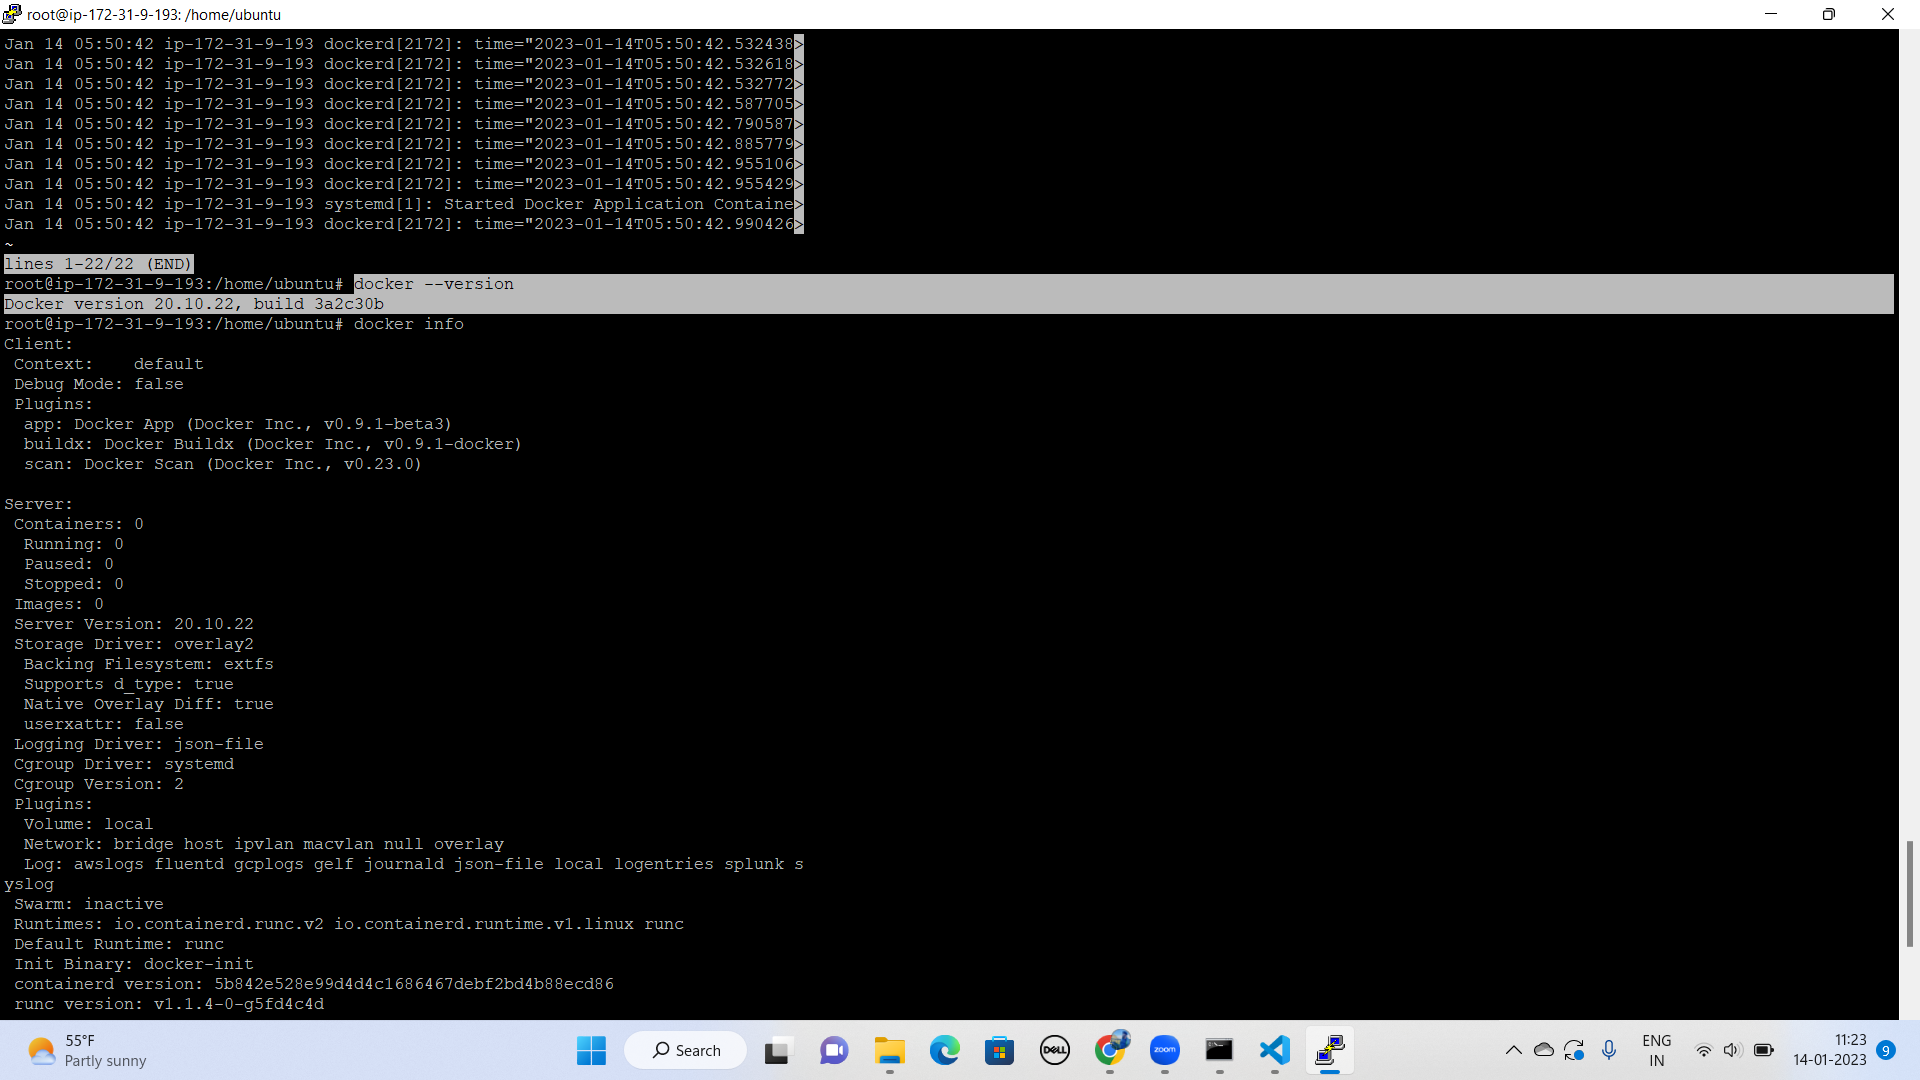 root@ip-172-31-9-193: /home/ubuntu
Jan 14 05:50:42 ip-172-31-9-193 dockerd[2172]: time="2023-01-14T05:50:42.532438>
Jan 14 05:50:42 ip-172-31-9-193 dockerd[2172]: time="2023-01-14T05:50:42.532618>
Jan 14 05:50:42 ip-172-31-9-193 dockerd[2172]: time="2023-01-14T05:50:42.532772>
Jan 14 05:50:42 ip-172-31-9-193 dockerd[2172]: time="2023-01-14T05:50:42.587705>
Jan 14 05:50:42 ip-172-31-9-193 dockerd[2172]: time="2023-01-14T05:50:42.790587>
Jan 14 05:50:42 ip-172-31-9-193 dockerd[2172]: time="2023-01-14T05:50:42.885779>
Jan 14 05:50:42 ip-172-31-9-193 dockerd[2172]: time="2023-01-14T05:50:42.955106>
Jan 14 05:50:42 ip-172-31-9-193 dockerd[2172]: time="2023-01-14T05:50:42.955429>
Jan 14 05:50:42 ip-172-31-9-193 systemd[1]: Started Docker Application Containe>
Jan 14 05:50:42 ip-172-31-9-193 dockerd[2172]: time="2023-01-14T05:50:42.990426>
~
lines 1-22/22 (END)
root@ip-172-31-9-193:/home/ubuntu# docker --version
Docker version 20.10.22, build 3a2c30b
root@ip-172-31-9-193:/home/ubuntu# docker info
Client:
 Context:    default
 Debug Mode: false
 Plugins:
  app: Docker App (Docker Inc., v0.9.1-beta3)
  buildx: Docker Buildx (Docker Inc., v0.9.1-docker)
  scan: Docker Scan (Docker Inc., v0.23.0)

Server:
 Containers: 0
  Running: 0
  Paused: 0
  Stopped: 0
 Images: 0
 Server Version: 20.10.22
 Storage Driver: overlay2
  Backing Filesystem: extfs
  Supports d_type: true
  Native Overlay Diff: true
  userxattr: false
 Logging Driver: json-file
 Cgroup Driver: systemd
 Cgroup Version: 2
 Plugins:
  Volume: local
  Network: bridge host ipvlan macvlan null overlay
  Log: awslogs fluentd gcplogs gelf journald json-file local logentries splunk s
yslog
 Swarm: inactive
 Runtimes: io.containerd.runc.v2 io.containerd.runtime.v1.linux runc
 Default Runtime: runc
 Init Binary: docker-init
 containerd version: 5b842e528e99d4d4c1686467debf2bd4b88ecd86
 runc version: v1.1.4-0-g5fd4c4d
55°F
Partly sunny
Search
DELL
zoom
ENG
IN
11:23
14-01-2023
9